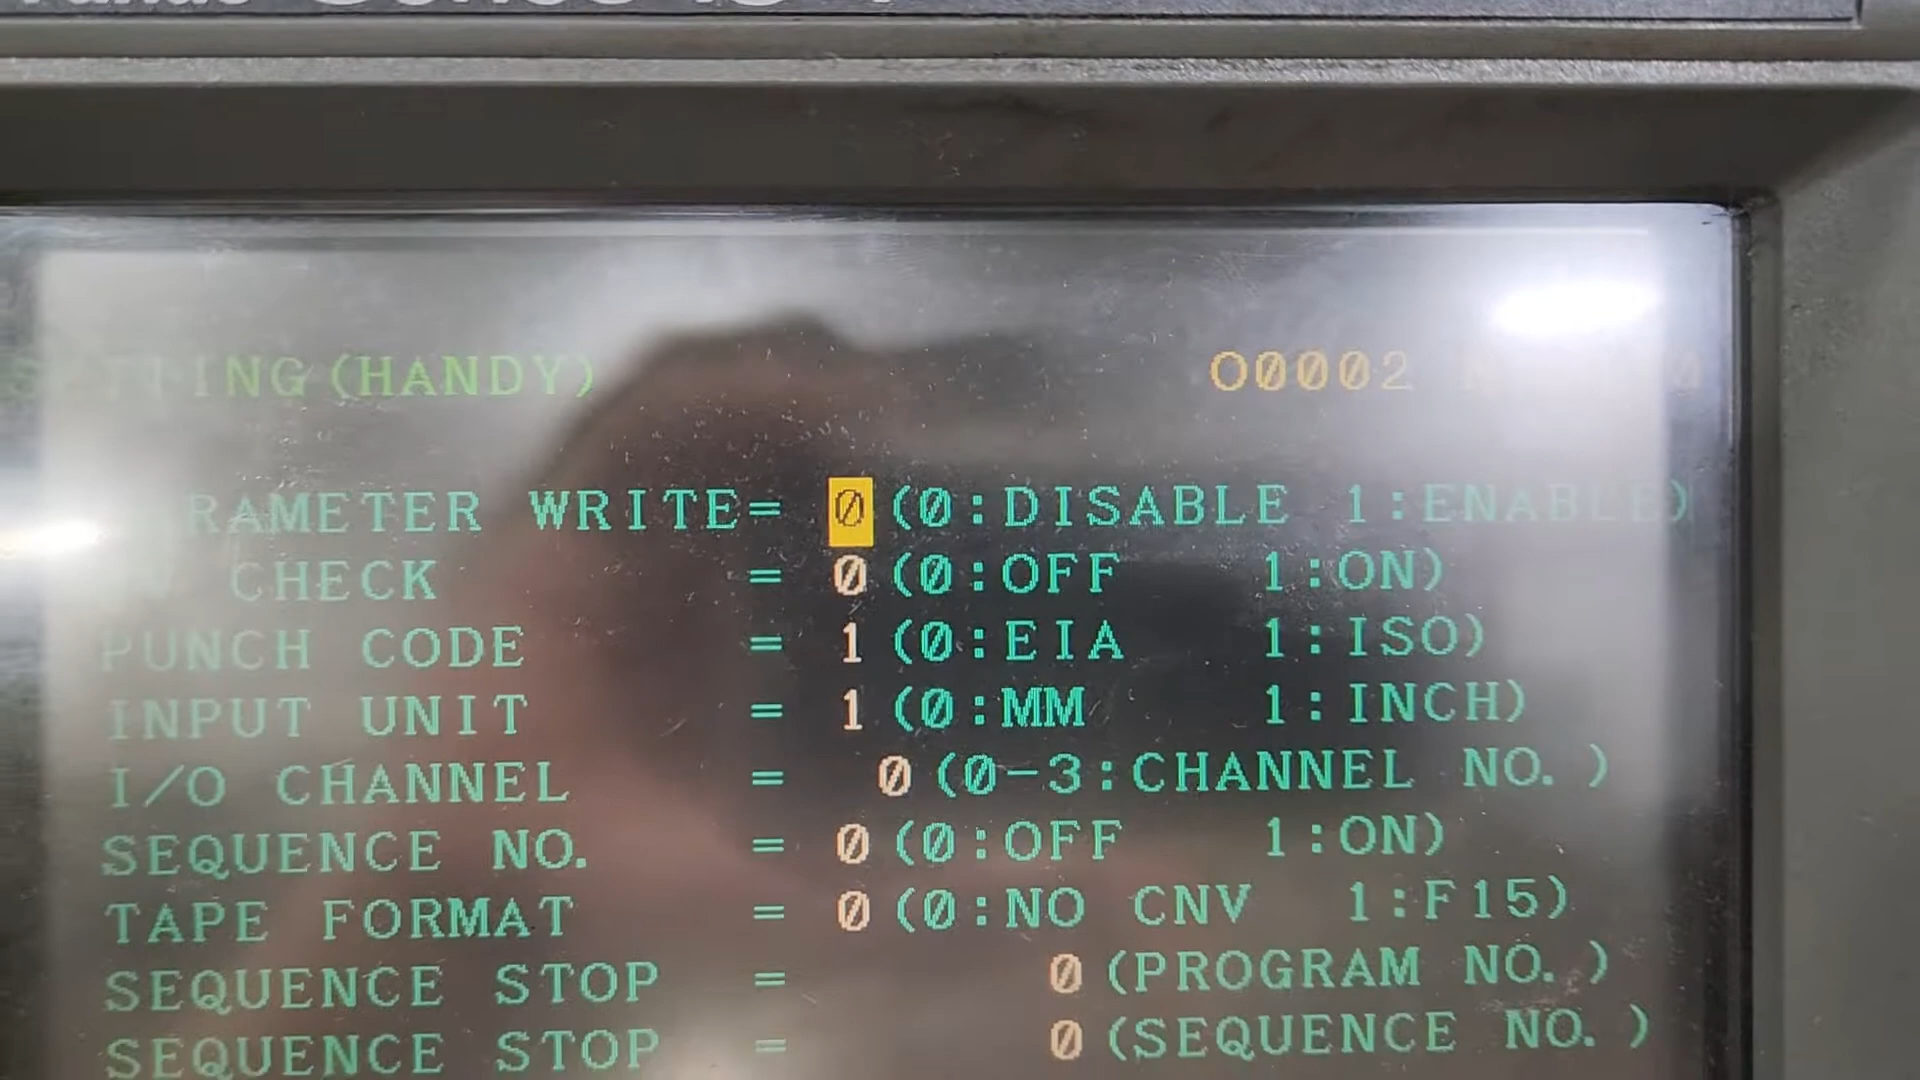 (HANDY) O0002
WRITE= 0 (0:DISABLE 1:ENABLE)
CHECK = 0 (0:OFF 1:ON)
PUNCH CODE = 1 (0:EIA 1:ISO)
INPUT UNIT = 1 (0:MM 1:INCH)
I/O CHANNEL = 0 (0-3:CHANNEL NO.)
SEQUENCE NO. = 0 (0:OFF 1:ON)
TAPE FORMAT = 0 (0:NO CNV 1:F15)
SEQUENCE STOP = 0 (PROGRAM NO.)
SEQUENCE STOP = 0 (SEQUENCE NO.)